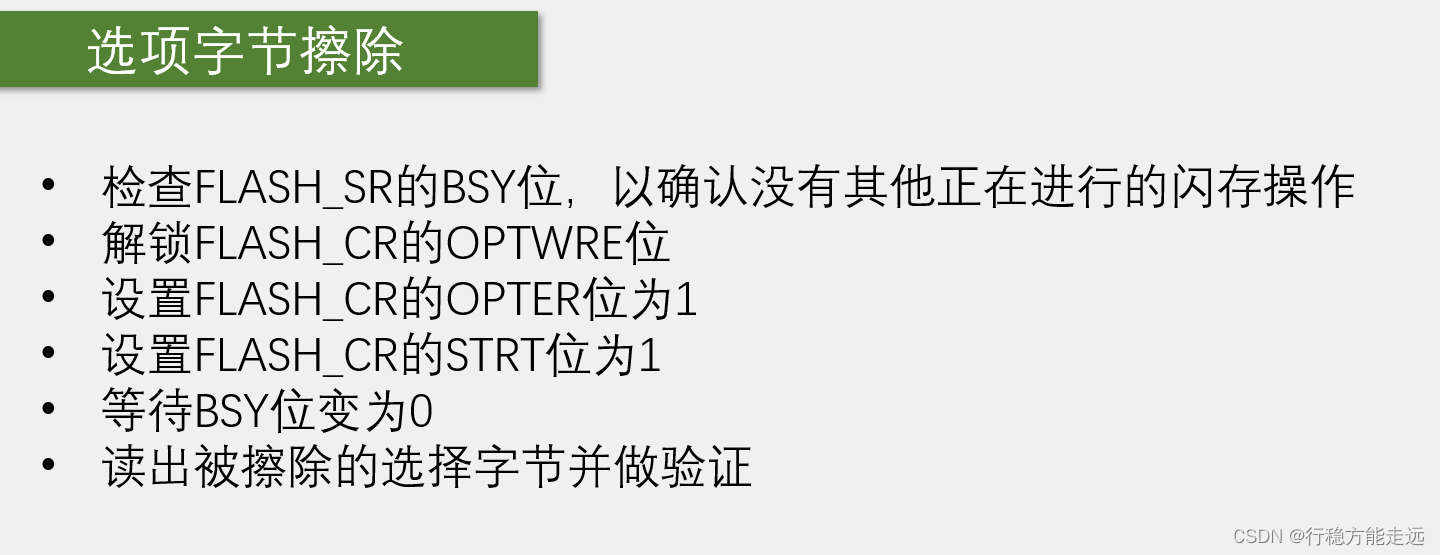 选项字节擦除
• 检查FLASH_SR的BSY位，以确认没有其他正在进行的闪存操作
• 解锁FLASH_CR的OPTWRE位
• 设置FLASH_CR的OPTER位为1
• 设置FLASH_CR的STRT位为1
• 等待BSY位变为0
• 读出被擦除的选择字节并做验证
CSDN @行稳方能走远